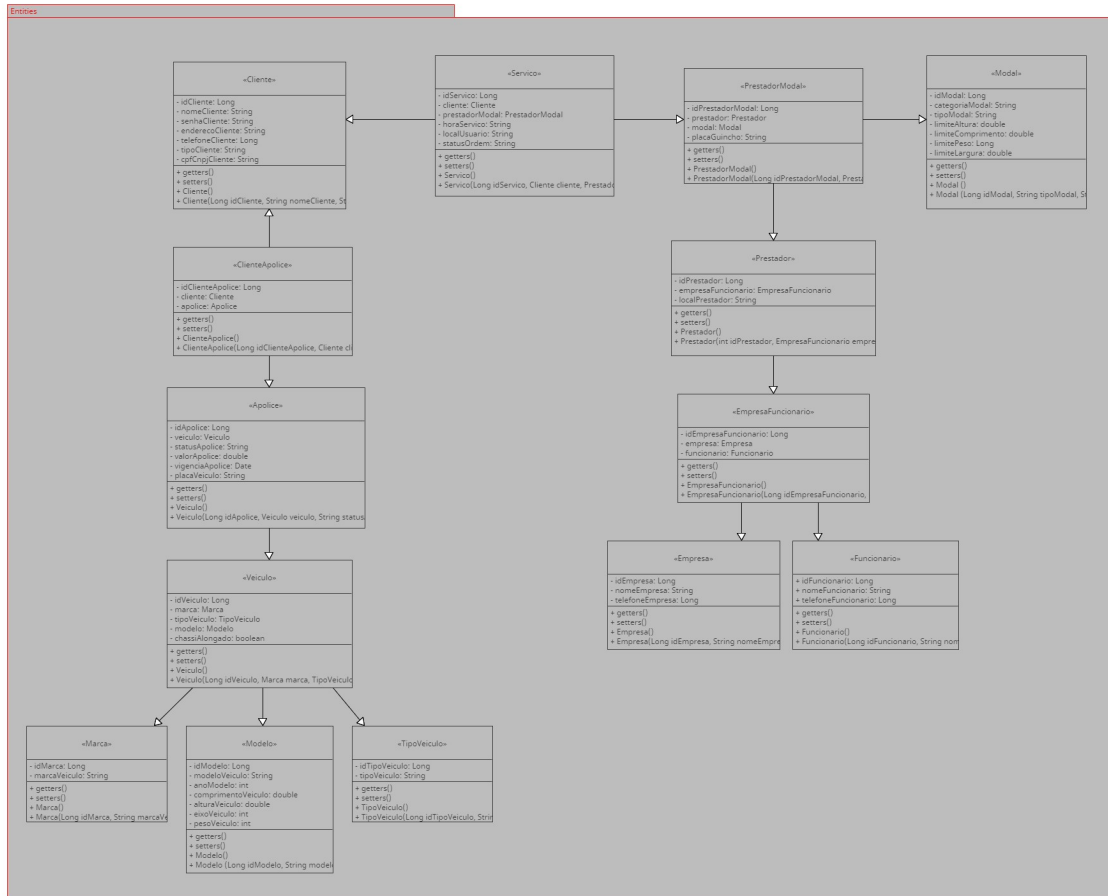 Entities
«Cliente»
- idCliente: Long
- nomeCliente: String
- senhaCliente: String
- enderecoCliente: String
- telefoneCliente: Long
- tipoCliente: String
- cpfCnpjCliente: String
+ getters()
+ setters()
+ Cliente()
+ Cliente(Long idCliente, String nomeCliente, St
«Servico»
- idServico: Long
- cliente: Cliente
- prestadorModal: PrestadorModal
- horaServico: String
- localUsuario: String
- statusOrdem: String
+ getters()
+ setters()
+ Servico()
+ Servico(Long idServico, Cliente cliente, Prestado
«PrestadorModal»
- idPrestadorModal: Long
- prestador: Prestador
- modal: Modal
- placaGuincho: String
+ getters()
+ setters()
+ PrestadorModal()
+ PrestadorModal(Long idPrestadorModal, Presta
«Modal»
- idModal: Long
- categoriaModal: String
- tipoModal: String
- limiteAltura: double
- limiteComprimento: double
- limitePeso: Long
- limiteLargura: double
+ getters()
+ setters()
+ Modal ()
+ Modal (Long idModal, String tipoModal, St
«ClienteApolice»
- idClienteApolice: Long
- cliente: Cliente
- apolice: Apolice
+ getters()
+ setters()
+ ClienteApolice()
+ ClienteApolice(Long idClienteApolice, Cliente cli
«Prestador»
- idPrestador: Long
- empresaFuncionario: EmpresaFuncionario
- localPrestador: String
+ getters()
+ setters()
+ Prestador()
+ Prestador(int idPrestador, EmpresaFuncionario empre
«Apolice»
- idApolice: Long
- veiculo: Veiculo
- statusApolice: String
- valorApolice: double
- vigenciaApolice: Date
- placaVeiculo: String
+ getters()
+ setters()
+ Veiculo()
+ Veiculo(Long idApolice, Veiculo veiculo, String status
«EmpresaFuncionario»
- idEmpresaFuncionario: Long
- empresa: Empresa
- funcionario: Funcionario
+ getters()
+ setters()
+ EmpresaFuncionario()
+ EmpresaFuncionario(Long idEmpresaFuncionario,
«Veiculo»
- idVeiculo: Long
- marca: Marca
- tipoVeiculo: TipoVeiculo
- modelo: Modelo
- chassiAlongado: boolean
+ getters()
+ setters()
+ Veiculo()
+ Veiculo(Long idVeiculo, Marca marca, TipoVeiculo
«Empresa»
- idEmpresa: Long
- nomeEmpresa: String
- telefoneEmpresa: Long
+ getters()
+ setters()
+ Empresa()
+ Empresa(Long idEmpresa, String nomeEmpre
«Funcionario»
+ idFuncionario: Long
+ nomeFuncionario: String
+ telefoneFuncionario: Long
+ getters()
+ setters()
+ Funcionario()
+ Funcionario(Long idFuncionario, String nom
«Marca»
- idMarca: Long
- marcaVeiculo: String
+ getters()
+ setters()
+ Marca()
+ Marca(Long idMarca, String marcaVe
«Modelo»
- idModelo: Long
- modeloVeiculo: String
- anoModelo: int
- comprimentoVeiculo: double
- alturaVeiculo: double
- eixoVeiculo: int
- pesoVeiculo: int
+ getters()
+ setters()
+ Modelo()
+ Modelo (Long idModelo, String model
«TipoVeiculo»
- idTipoVeiculo: Long
- tipoVeiculo: String
+ getters()
+ setters()
+ TipoVeiculo()
+ TipoVeiculo(Long idTipoVeiculo, Strin